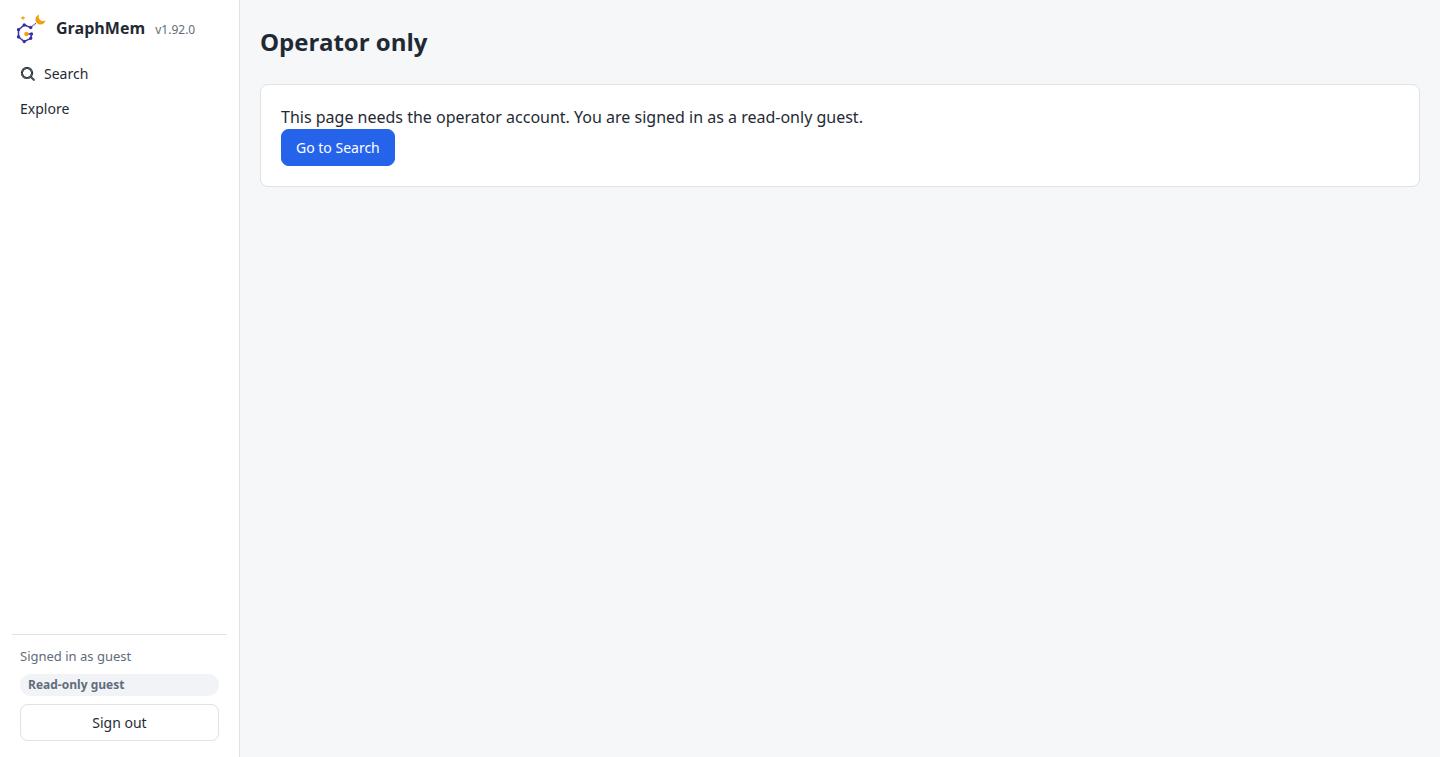 GraphMem v1.92.0
Search
Explore
Operator only
This page needs the operator account. You are signed in as a read-only guest.
Go to Search
Signed in as guest
Read-only guest
Sign out